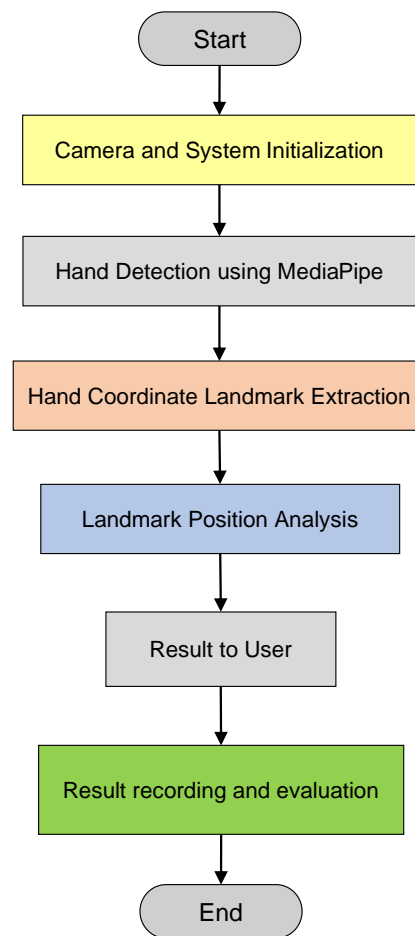 Start
Camera and System Initialization
Hand Detection using MediaPipe
Hand Coordinate Landmark Extraction
Landmark Position Analysis
Result to User
Result recording and evaluation
End